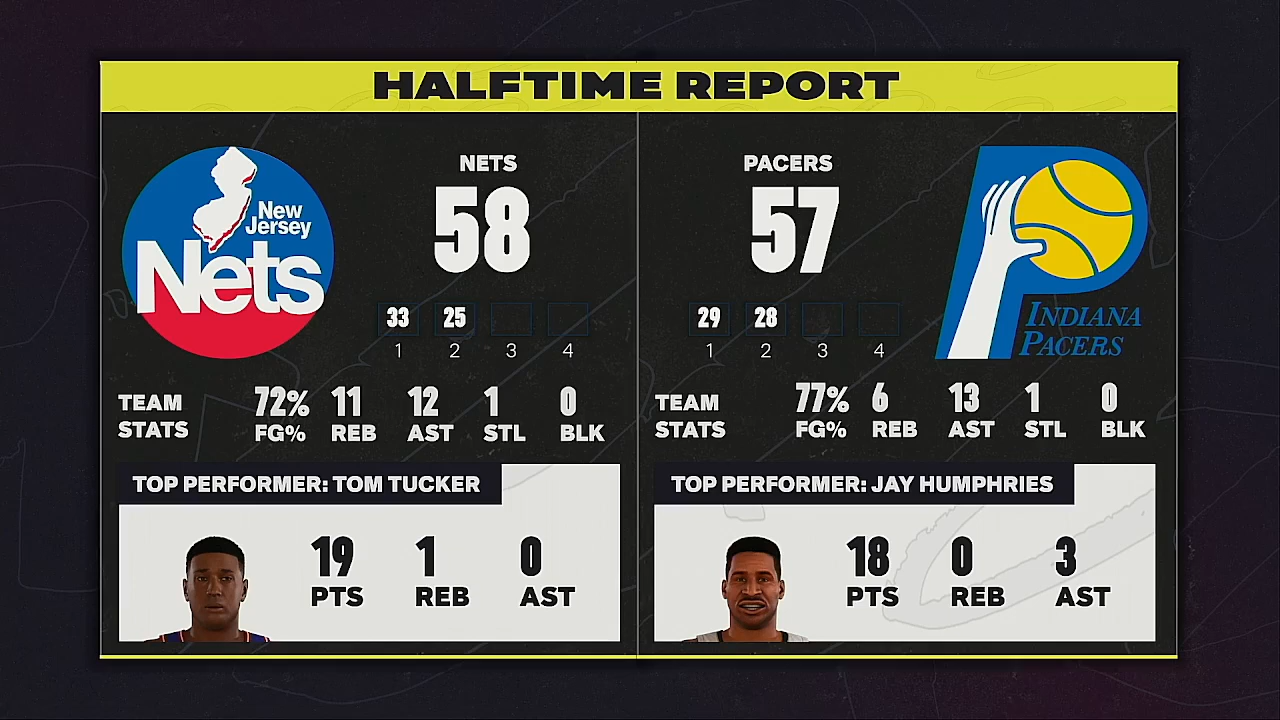 HALFTIME REPORT
New
Jersey
Nets
NETS
58
33 25
1 2 3 4
TEAM
STATS
72% 11 12 1 0
FG% REB AST STL BLK
TOP PERFORMER: TOM TUCKER
19 1 0
PTS REB AST
PACERS
57
29 28
1 2 3 4
INDIANA
PACERS
TEAM
STATS
77% 6 13 1 0
FG% REB AST STL BLK
TOP PERFORMER: JAY HUMPHRIES
18 0 3
PTS REB AST